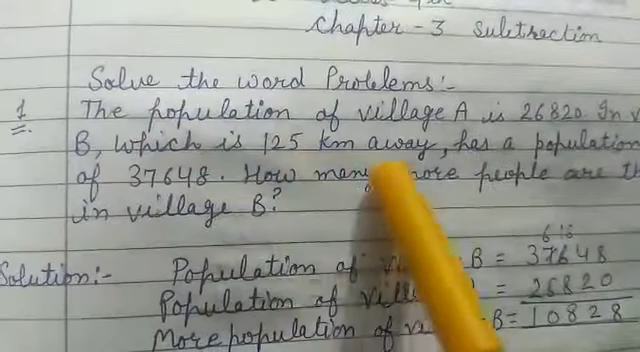 Chapter - 3 Subtraction
Solve the word Problems:-
1 The population of village A is 26820 In
B, which is 125 km away, has a population
of 37648. How many more people are
in village B?
6 16
Solution:- Population of B = 37648
Population of = 26820
More population of B = 10828